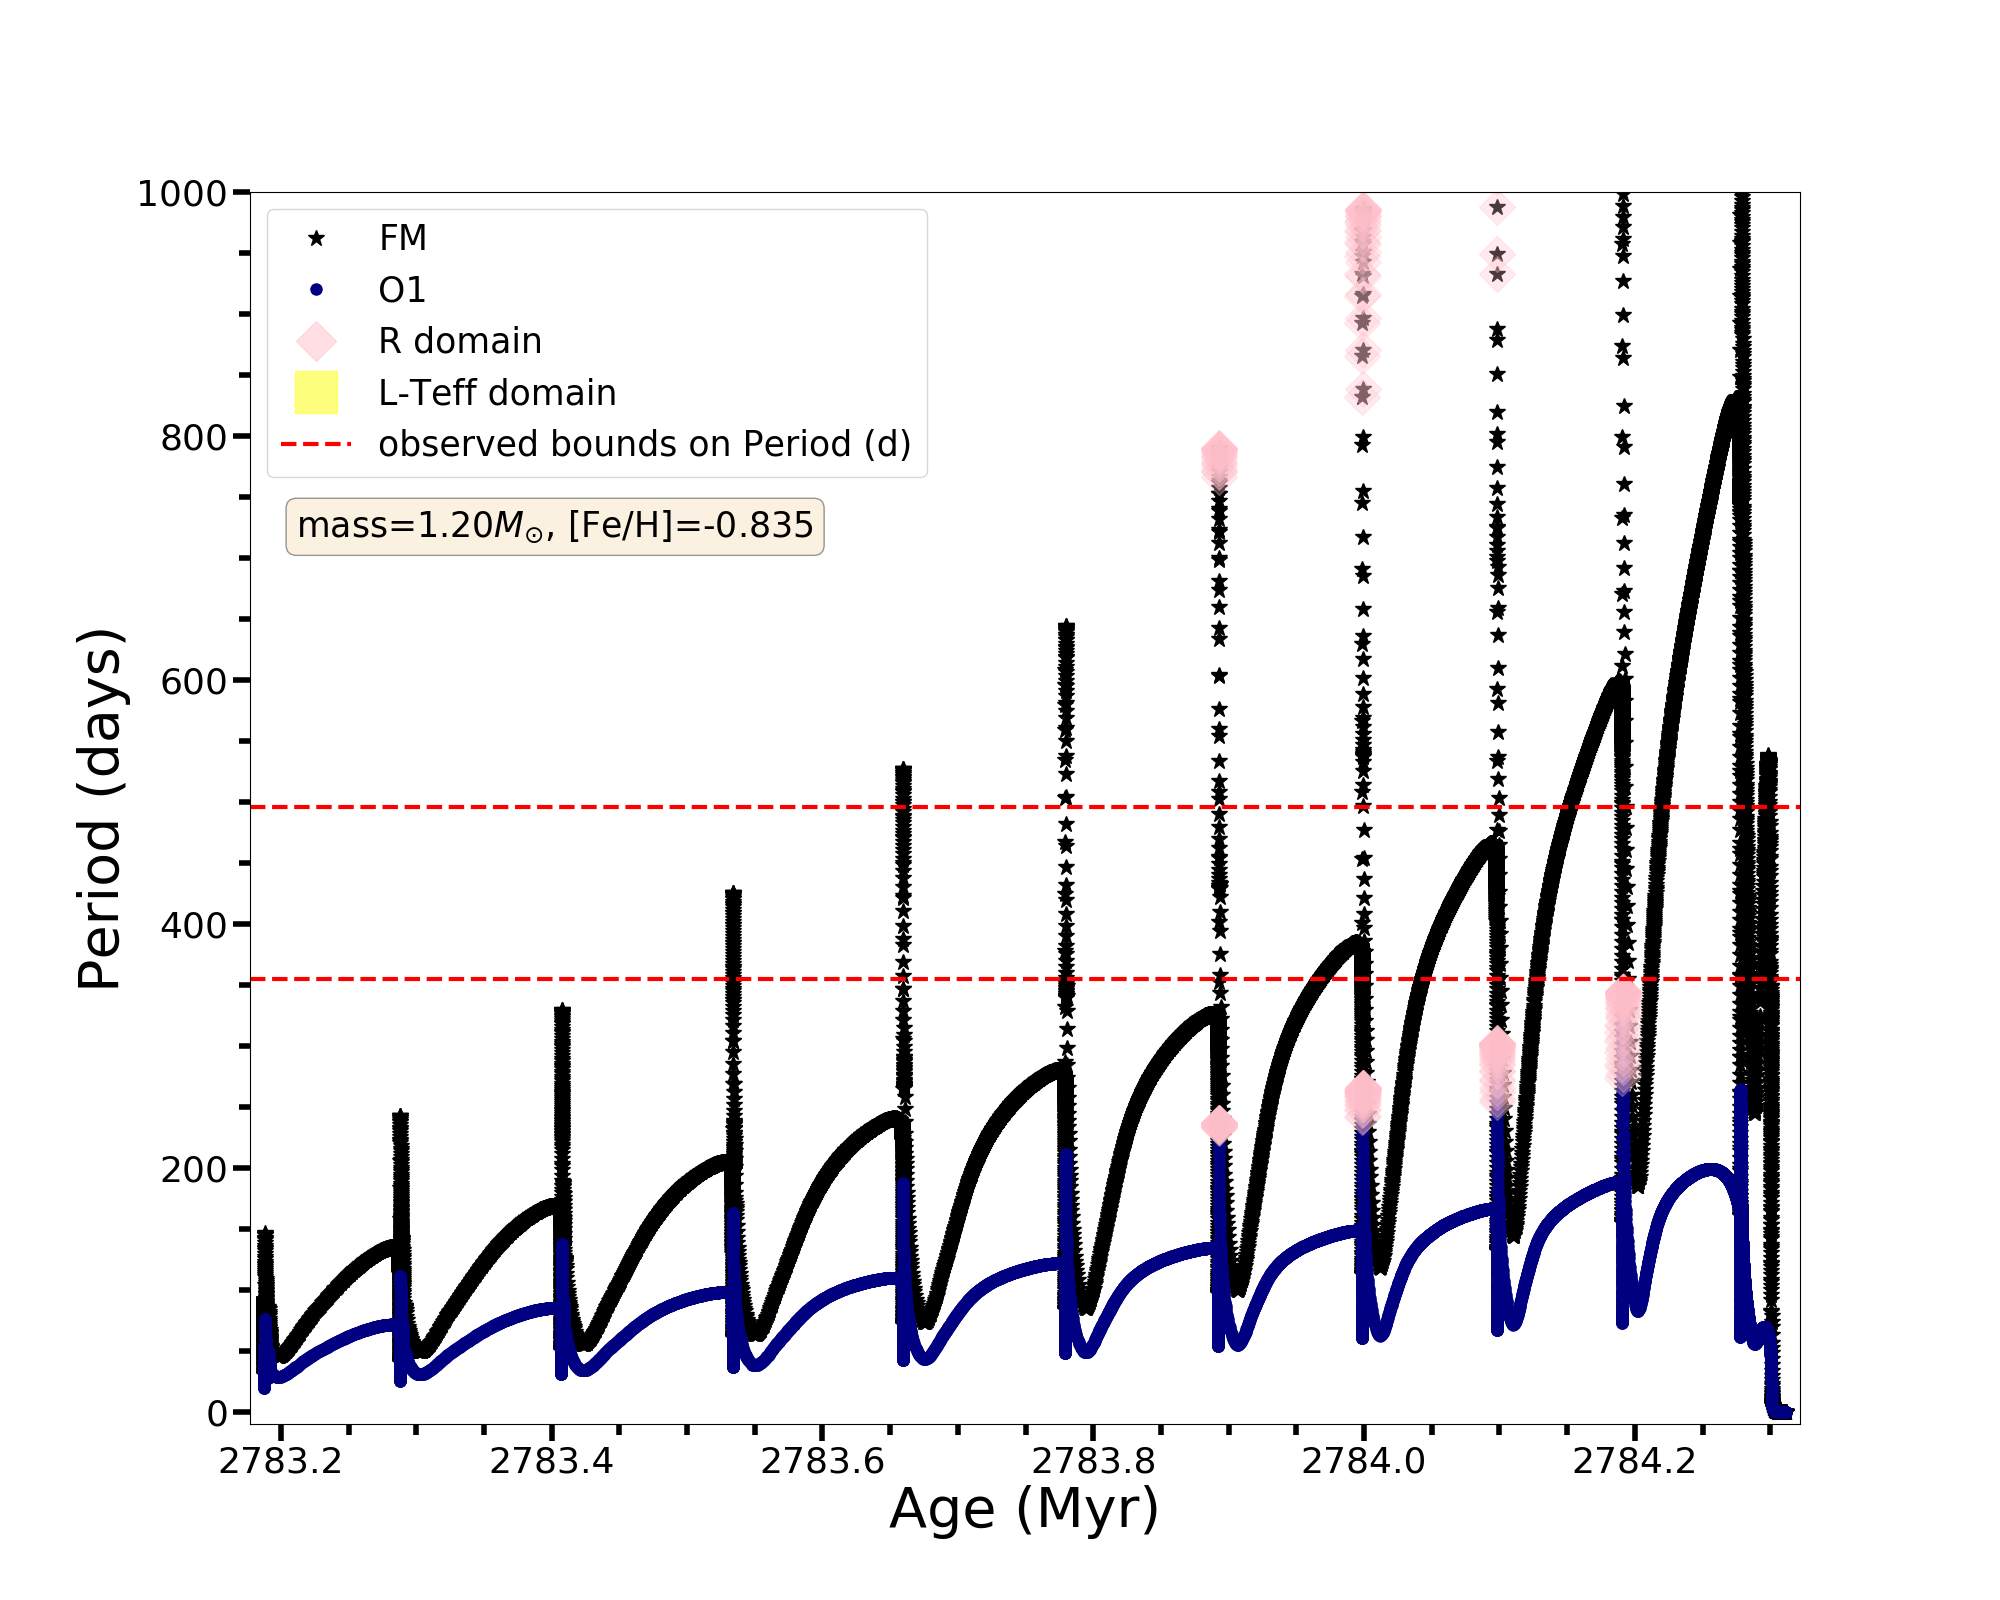 1000
800
600
400
200
0
Period (days)
FM
O1
R domain
L-Teff domain
observed bounds on Period (d)
mass=1.20M⊙, [Fe/H]=-0.835
2783.2 2783.4 2783.6 2783.8 2784.0 2784.2
Age (Myr)